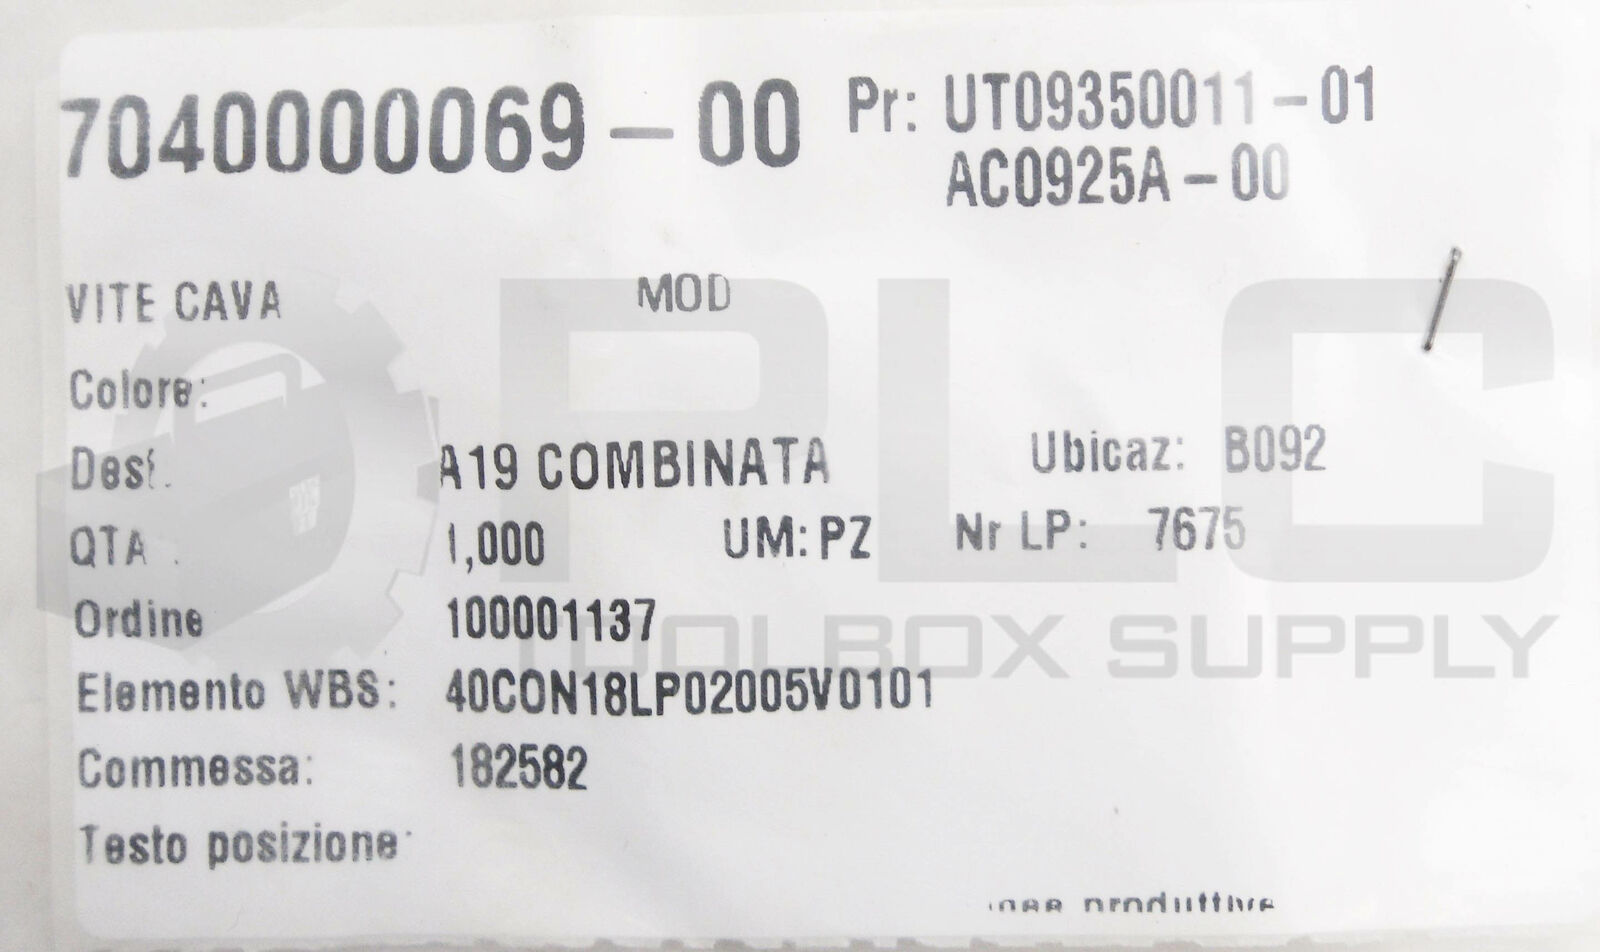 7040000069-00 Pr: UT09350011-01
AC0925A-00
VITE CAVA MOD
Colore:
Dest. A19 COMBINATA Ubicaz: B092
QTA . 1,000 UM: PZ Nr LP: 7675
Ordine 100001137
Elemento WBS: 40CON18LP02005V0101
Commessa: 182582
Testo posizione
produttive
PLC
TOOLBOX SUPPLY